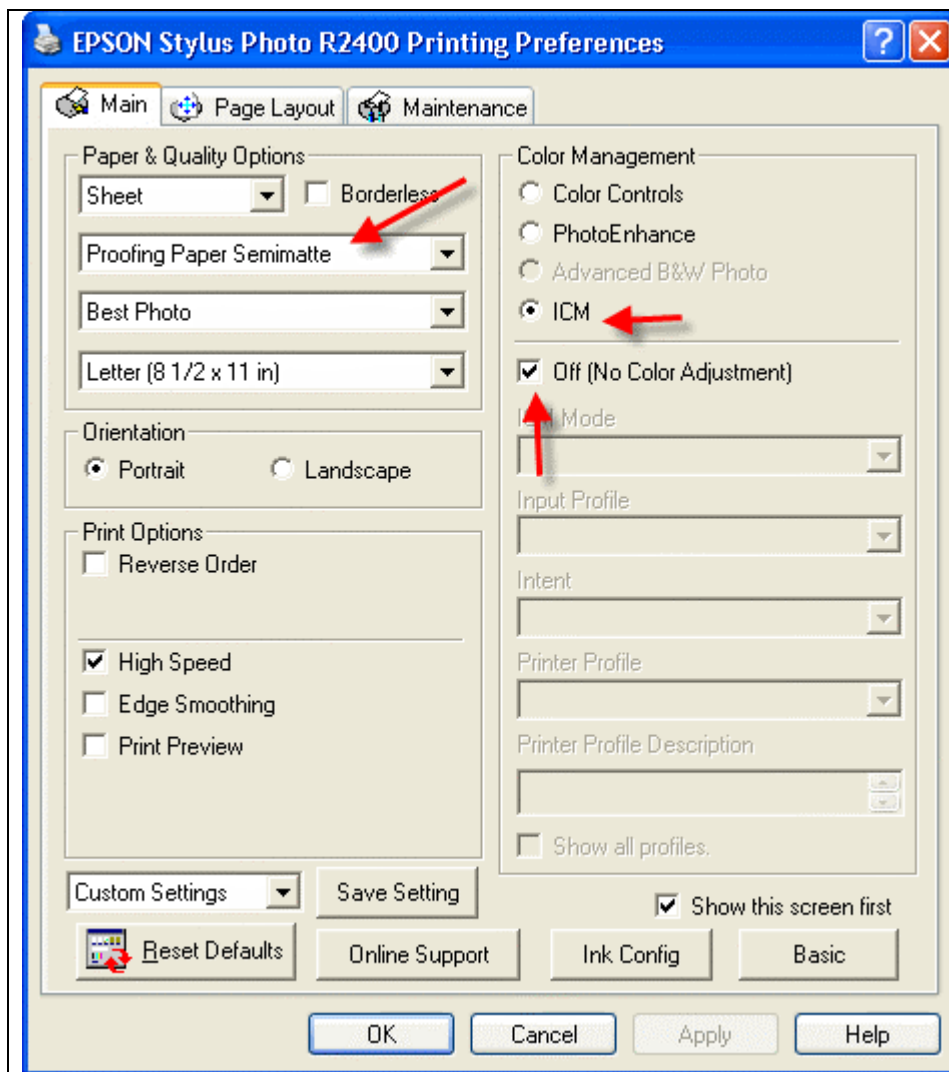 EPSON Stylus Photo R2400 Printing Preferences
Main
Page Layout
Maintenance
Paper & Quality Options
Sheet
Borderless
Proofing Paper Semimatte
Best Photo
Letter (8 1/2 x 11 in)
Orientation
Portrait
Landscape
Print Options
Reverse Order
High Speed
Edge Smoothing
Print Preview
Color Management
Color Controls
PhotoEnhance
Advanced B&W Photo
ICM
Off (No Color Adjustment)
ICM Mode
Input Profile
Intent
Printer Profile
Printer Profile Description
Show all profiles.
Custom Settings
Save Setting
Show this screen first
Reset Defaults
Online Support
Ink Config
Basic
OK
Cancel
Apply
Help